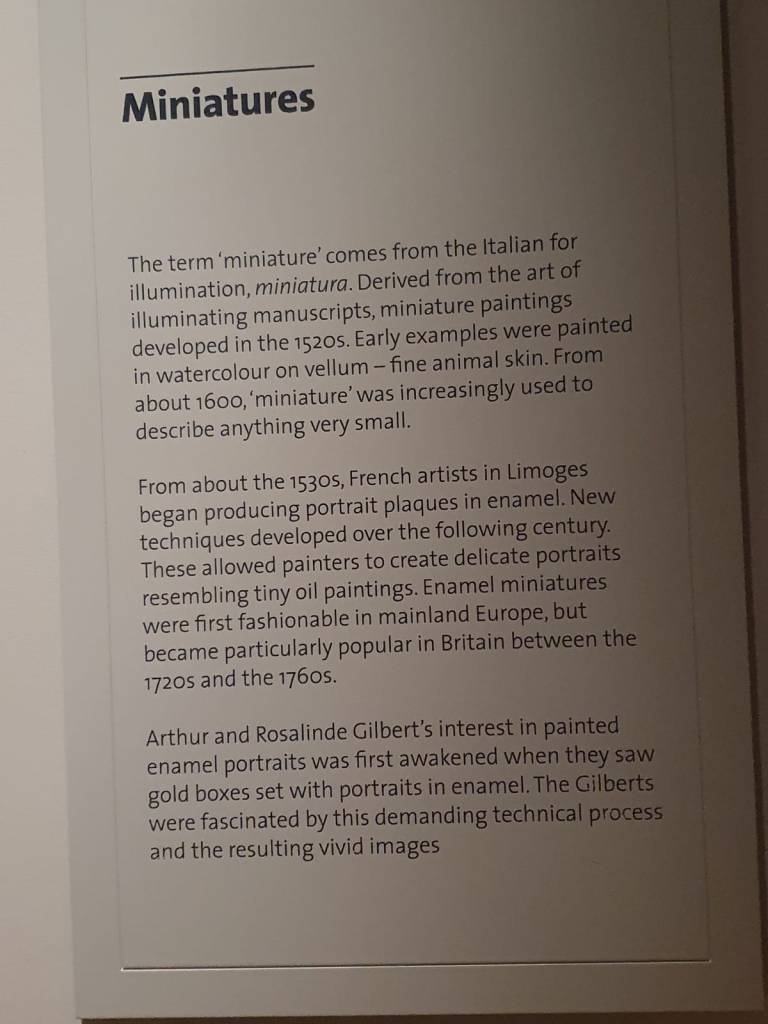 Miniatures
The term ‘miniature’ comes from the Italian for
illumination, miniatura. Derived from the art of
illuminating manuscripts, miniature paintings
developed in the 1520s. Early examples were painted
in watercolour on vellum – fine animal skin. From
about 1600, ‘miniature’ was increasingly used to
describe anything very small.
From about the 1530s, French artists in Limoges
began producing portrait plaques in enamel. New
techniques developed over the following century.
These allowed painters to create delicate portraits
resembling tiny oil paintings. Enamel miniatures
were first fashionable in mainland Europe, but
became particularly popular in Britain between the
1720s and the 1760s.
Arthur and Rosalinde Gilbert’s interest in painted
enamel portraits was first awakened when they saw
gold boxes set with portraits in enamel. The Gilberts
were fascinated by this demanding technical process
and the resulting vivid images